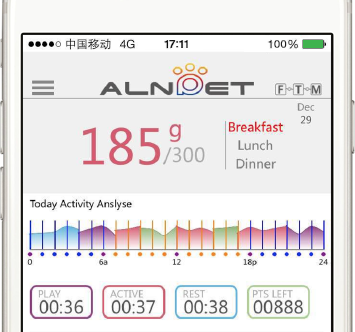 中国移动 4G 17:11 100%
ALNPET F-T-M
Dec
29
185g/300
Breakfast
Lunch
Dinner
Today Activity Anslyse
0 6a 12 18p 24
PLAY ACTIVE REST PTS LEFT
00:36 00:37 00:38 00888